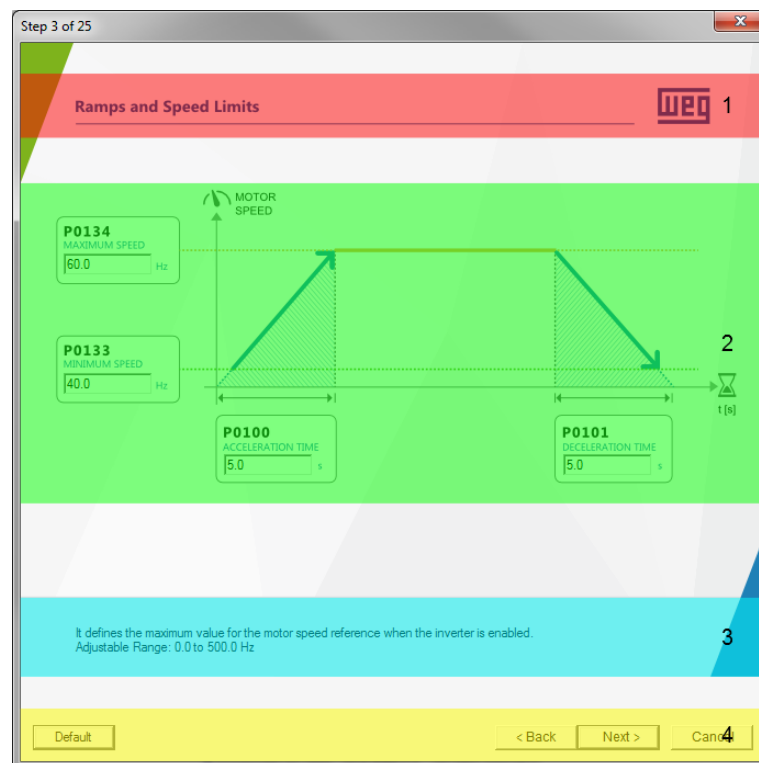 Step 3 of 25
x
Ramps and Speed Limits
WEG
1
MOTOR
SPEED
P0134
MAXIMUM SPEED
60.0 Hz
P0133
MINIMUM SPEED
40.0 Hz
2
t [s]
P0100
ACCELERATION TIME
5.0 s
P0101
DECELERATION TIME
5.0 s
It defines the maximum value for the motor speed reference when the inverter is enabled.
Adjustable Range: 0.0 to 500.0 Hz
3
Default
< Back
Next >
Cancel
4